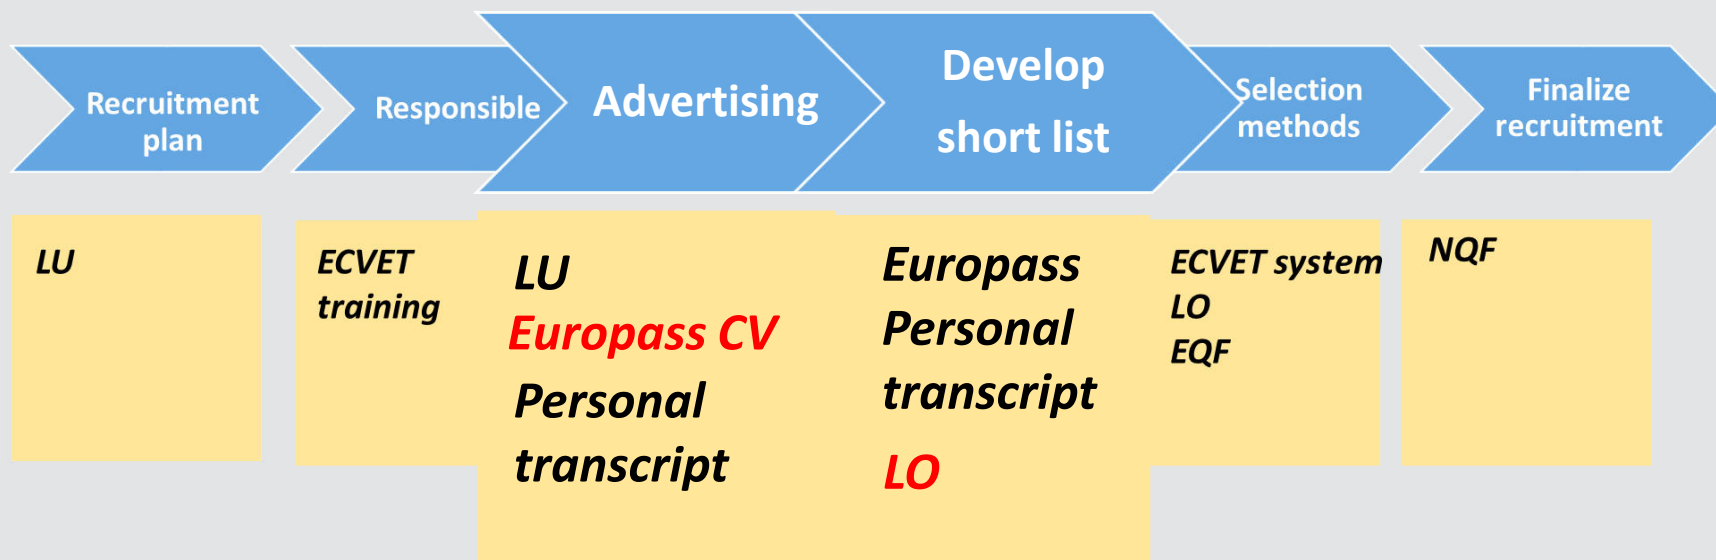 Recruitment
plan
Responsible
Advertising
Develop
short list
Selection
methods
Finalize
recruitment
LU
ECVET
training
LU
Europass CV
Personal
transcript
Europass
Personal
transcript
LO
ECVET system
LO
EQF
NQF